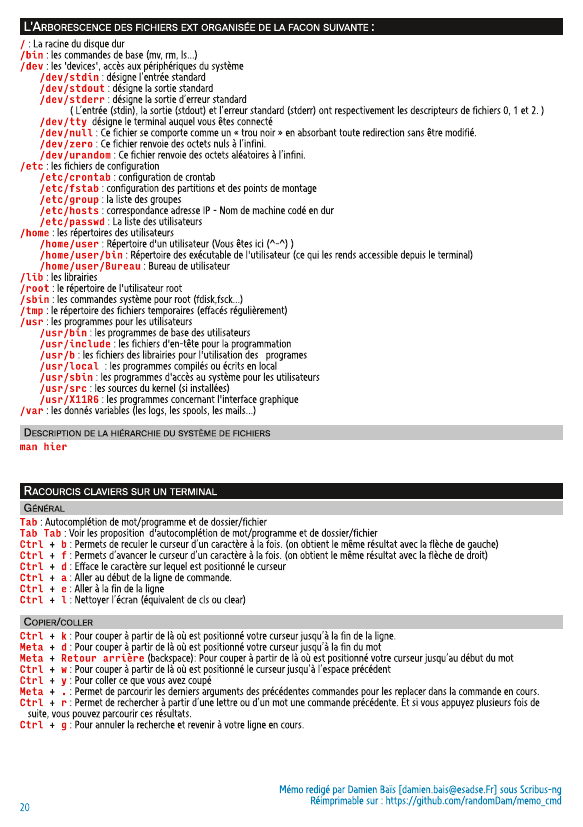 L'Arborescence des fichiers ext organisée de la facon suivante :
/ : La racine du disque dur
/bin : les commandes de base (mv, rm, ls...)
/dev : les 'devices', accès aux périphériques du système
/dev/stdin : désigne l'entrée standard
/dev/stdout : désigne la sortie standard
/dev/stderr : désigne la sortie d'erreur standard
( L'entrée (stdin), la sortie (stdout) et l'erreur standard (stderr) ont respectivement les descripteurs de fichiers 0, 1 et 2. )
/dev/tty désigne le terminal auquel vous êtes connecté
/dev/null : Ce fichier se comporte comme un « trou noir » en absorbant toute redirection sans être modifié.
/dev/zero : Ce fichier renvoie des octets nuls à l'infini.
/dev/urandom : Ce fichier renvoie des octets aléatoires à l'infini.
/etc : les fichiers de configuration
/etc/crontab : configuration de crontab
/etc/fstab : configuration des partitions et des points de montage
/etc/group : la liste des groupes
/etc/hosts : correspondance adresse IP - Nom de machine codé en dur
/etc/passwd : La liste des utilisateurs
/home : les répertoires des utilisateurs
/home/user : Répertoire d'un utilisateur (Vous êtes ici (^-^) )
/home/user/bin : Répertoire des exécutable de l'utilisateur (ce qui les rends accessible depuis le terminal)
/home/user/Bureau : Bureau de utilisateur
/lib : les librairies
/root : le répertoire de l'utilisateur root
/sbin : les commandes système pour root (fdisk,fsck...)
/tmp : le répertoire des fichiers temporaires (effacés régulièrement)
/usr : les programmes pour les utilisateurs
/usr/bin : les programmes de base des utilisateurs
/usr/include : les fichiers d'en-tête pour la programmation
/usr/b : les fichiers des librairies pour l'utilisation des programes
/usr/local : les programmes compilés ou écrits en local
/usr/sbin : les programmes d'accès au système pour les utilisateurs
/usr/src : les sources du kernel (si installées)
/usr/X11R6 : les programmes concernant l'interface graphique
/var : les donnés variables (les logs, les spools, les mails...)
Description de la hiérarchie du système de fichiers
man hier
Racourcis claviers sur un terminal
Général
Tab : Autocomplétion de mot/programme et de dossier/fichier
Tab Tab : Voir les proposition d'autocomplétion de mot/programme et de dossier/fichier
Ctrl + b : Permets de reculer le curseur d'un caractère à la fois. (on obtient le même résultat avec la flèche de gauche)
Ctrl + f : Permets d'avancer le curseur d'un caractère à la fois. (on obtient le même résultat avec la flèche de droit)
Ctrl + d : Efface le caractère sur lequel est positionné le curseur
Ctrl + a : Aller au début de la ligne de commande.
Ctrl + e : Aller à la fin de la ligne
Ctrl + l : Nettoyer l'écran (équivalent de cls ou clear)
Copier/coller
Ctrl + k : Pour couper à partir de là où est positionné votre curseur jusqu'à la fin de la ligne.
Meta + d : Pour couper à partir de là où est positionné votre curseur jusqu'à la fin du mot
Meta + Retour arrière (backspace) : Pour couper à partir de là où est positionné votre curseur jusqu'au début du mot
Ctrl + w : Pour couper à partir de là où est positionné le curseur jusqu'à l'espace précédent
Ctrl + y : Pour coller ce que vous avez coupé
Meta + . : Permet de parcourir les derniers arguments des précédentes commandes pour les replacer dans la commande en cours.
Ctrl + r : Permet de rechercher à partir d'une lettre ou d'un mot une commande précédente. Et si vous appuyez plusieurs fois de
suite, vous pouvez parcourir ces résultats.
Ctrl + g : Pour annuler la recherche et revenir à votre ligne en cours.
Mémo redigé par Damien Baïs [damien.bais@esadse.Fr] sous Scribus-ng
Réimprimable sur : https://github.com/randomDam/memo_cmd
20